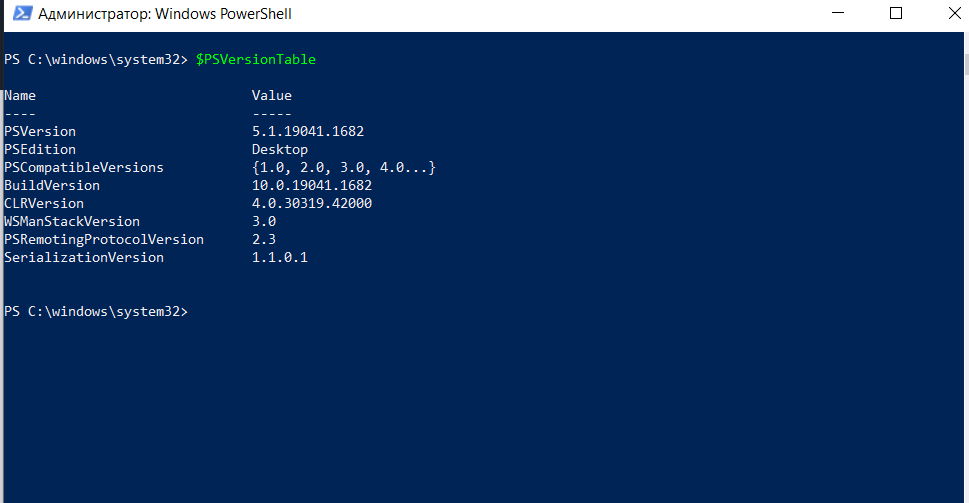 Администратор: Windows PowerShell
PS C:\windows\system32> $PSVersionTable
Name Value
---- -----
PSVersion 5.1.19041.1682
PSEdition Desktop
PSCompatibleVersions {1.0, 2.0, 3.0, 4.0...}
BuildVersion 10.0.19041.1682
CLRVersion 4.0.30319.42000
WSManStackVersion 3.0
PSRemotingProtocolVersion 2.3
SerializationVersion 1.1.0.1
PS C:\windows\system32>